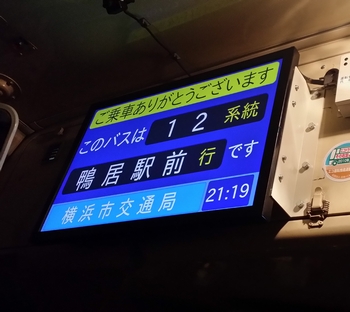 ご乗車ありがとうございます
このバスは 12 系統
鴨居駅前 行 です
横浜市交通局 21:19